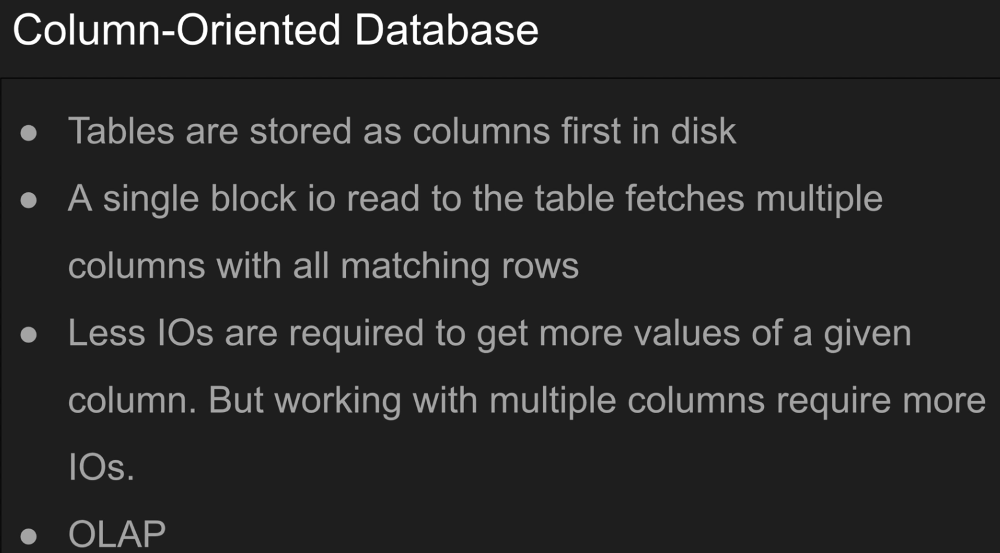 Column-Oriented Database
● Tables are stored as columns first in disk
● A single block io read to the table fetches multiple
columns with all matching rows
● Less IOs are required to get more values of a given
column. But working with multiple columns require more
IOs.
● OLAP